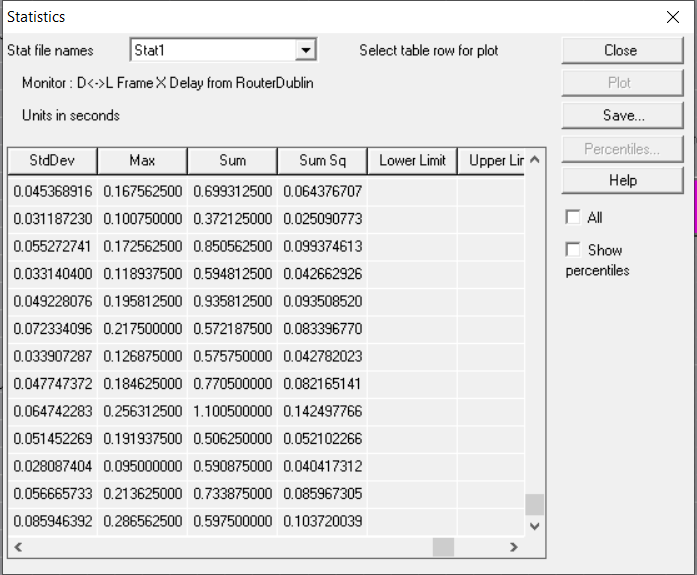 Statistics
Stat file names Stat1 Select table row for plot Close
Monitor : D<->L Frame X Delay from RouterDublin Plot
Units in seconds Save...
StdDev Max Sum Sum Sq Lower Limit Upper Lir Percentiles...
0.045368916 0.167562500 0.699312500 0.064376707 Help
0.031187230 0.100750000 0.372125000 0.025090773 All
0.055272741 0.172562500 0.850562500 0.099374613 Show
0.033140400 0.118937500 0.594812500 0.042662926 percentiles
0.049228076 0.195812500 0.935812500 0.093508520
0.072334096 0.217500000 0.572187500 0.083396770
0.033907287 0.126875000 0.575750000 0.042782023
0.047747372 0.184625000 0.770500000 0.082165141
0.064742283 0.256312500 1.100500000 0.142497766
0.051452269 0.191937500 0.506250000 0.052102266
0.028087404 0.095000000 0.590875000 0.040417312
0.056665733 0.213625000 0.733875000 0.085967305
0.085946392 0.286562500 0.597500000 0.103720039